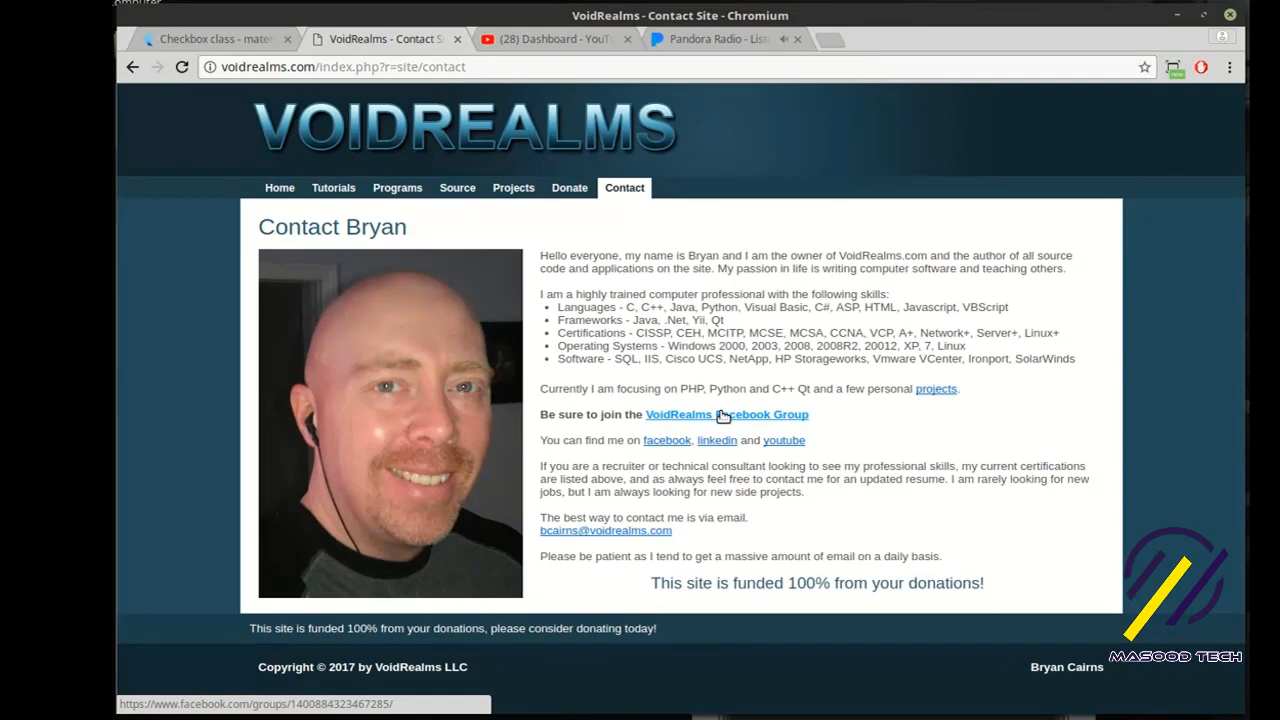 VoidRealms - Contact Site - Chromium
Checkbox class - mate
VoidRealms - Contact S
(28) Dashboard - YouT
Pandora Radio - List
voidrealms.com/index.php?r=site/contact
new
VOIDREALMS
Home Tutorials Programs Source Projects Donate Contact
Contact Bryan
Hello everyone, my name is Bryan and I am the owner of VoidRealms.com and the author of all source
code and applications on the site. My passion in life is writing computer software and teaching others.
I am a highly trained computer professional with the following skills:
• Languages - C, C++, Java, Python, Visual Basic, C#, ASP, HTML, Javascript, VBScript
• Frameworks - Java, .Net, Yii, Qt
• Certifications - CISSP, CEH, MCITP, MCSE, MCSA, CCNA, VCP, A+, Network+, Server+, Linux+
• Operating Systems - Windows 2000, 2003, 2008, 2008R2, 20012, XP, 7, Linux
• Software - SQL, IIS, Cisco UCS, NetApp, HP Storageworks, Vmware VCenter, Ironport, SolarWinds
Currently I am focusing on PHP, Python and C++ Qt and a few personal projects.
Be sure to join the VoidRealms Facebook Group
You can find me on facebook, linkedin and youtube
If you are a recruiter or technical consultant looking to see my professional skills, my current certifications
are listed above, and as always feel free to contact me for an updated resume. I am rarely looking for new
jobs, but I am always looking for new side projects.
The best way to contact me is via email.
bcairns@voidrealms.com
Please be patient as I tend to get a massive amount of email on a daily basis.
This site is funded 100% from your donations!
This site is funded 100% from your donations, please consider donating today!
MASOOD TECH
Copyright © 2017 by VoidRealms LLC
Bryan Cairns
https://www.facebook.com/groups/1400884323467285/